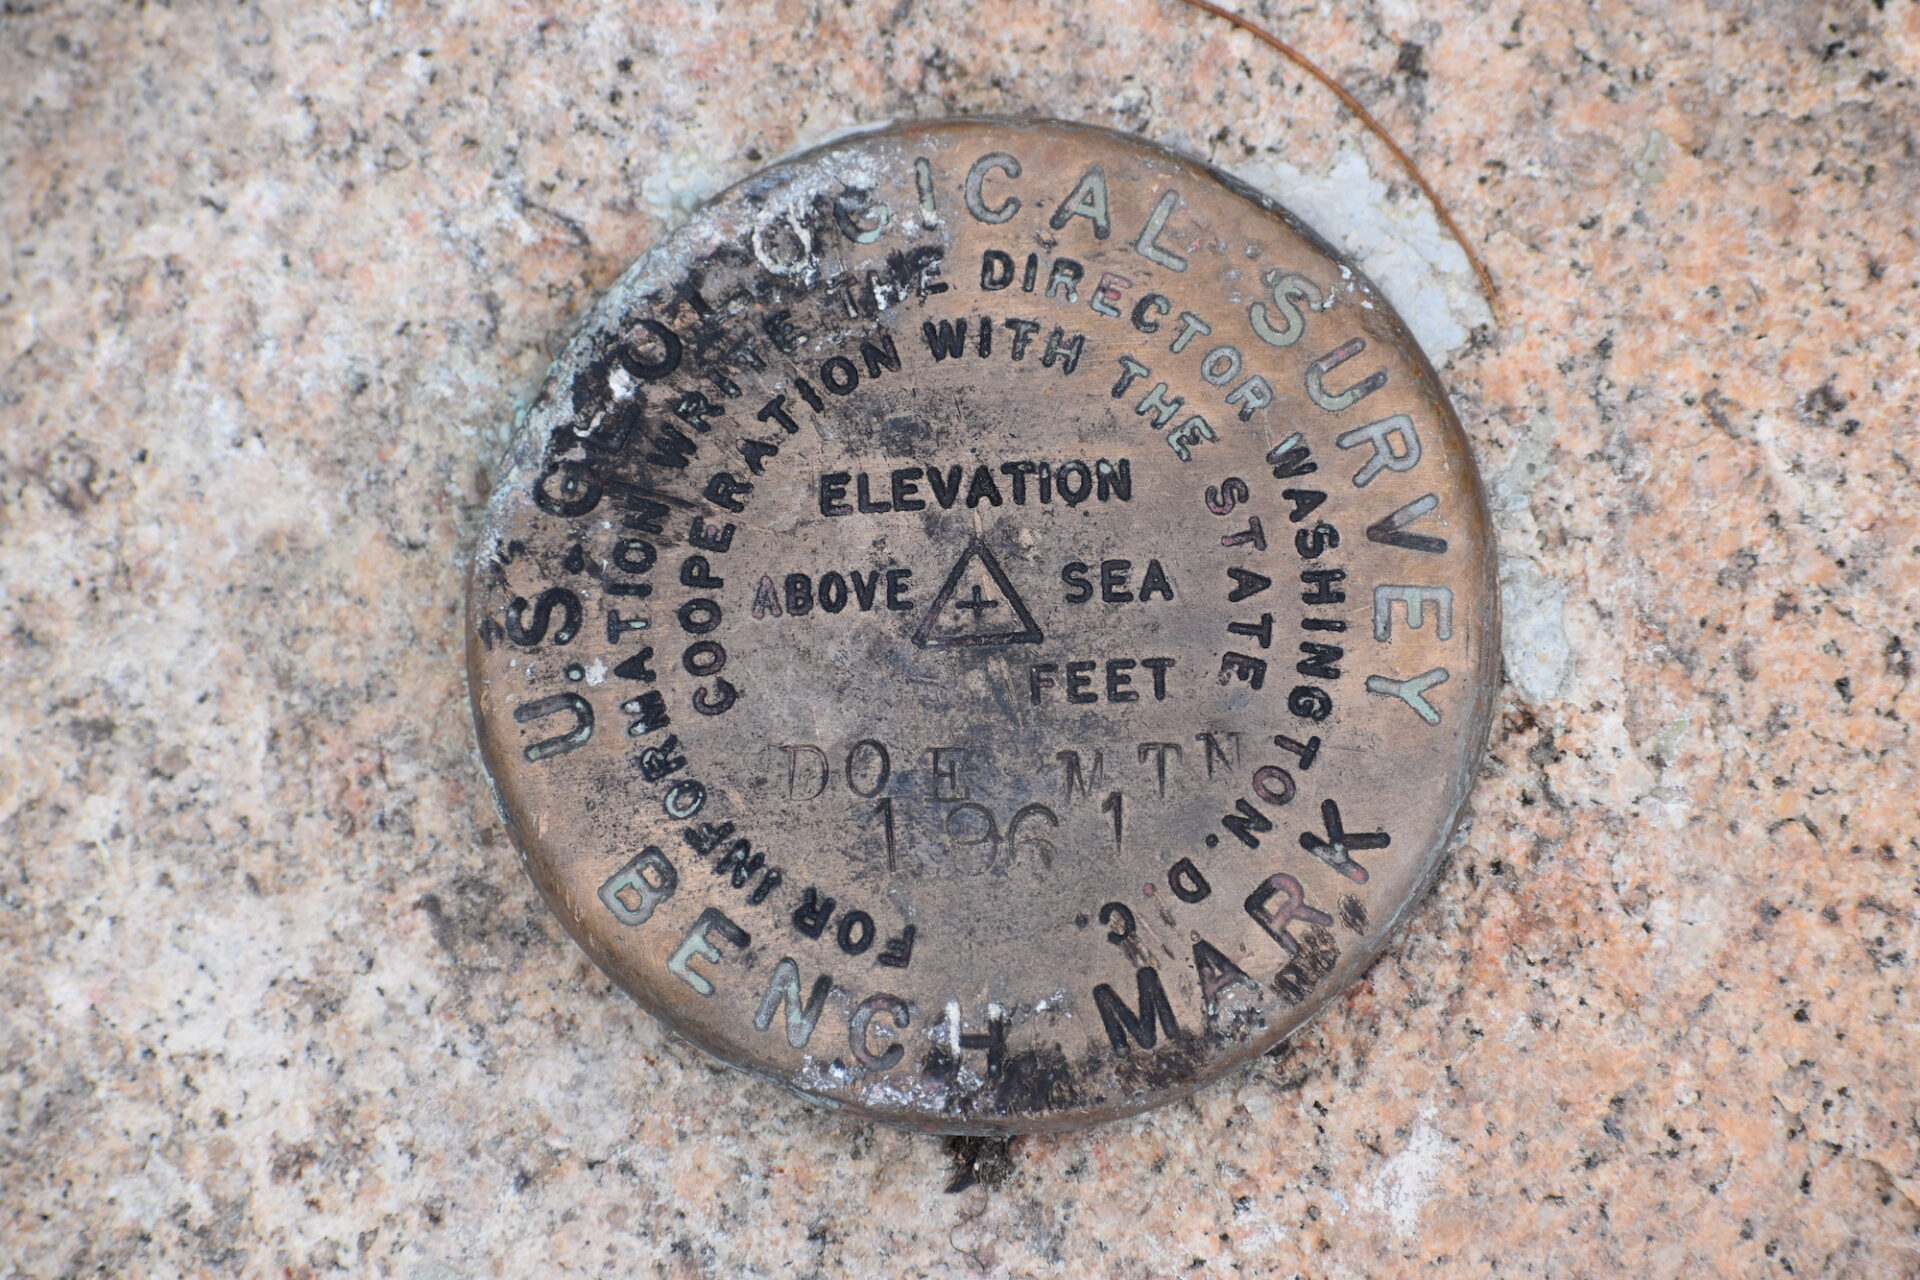 U.S. GEOLOGICAL SURVEY
BENCH MARK
FOR INFORMATION WRITE THE DIRECTOR WASHINGTON. D. C.
COOPERATION WITH THE STATE
ELEVATION
ABOVE SEA
FEET
DOE MTN
1961